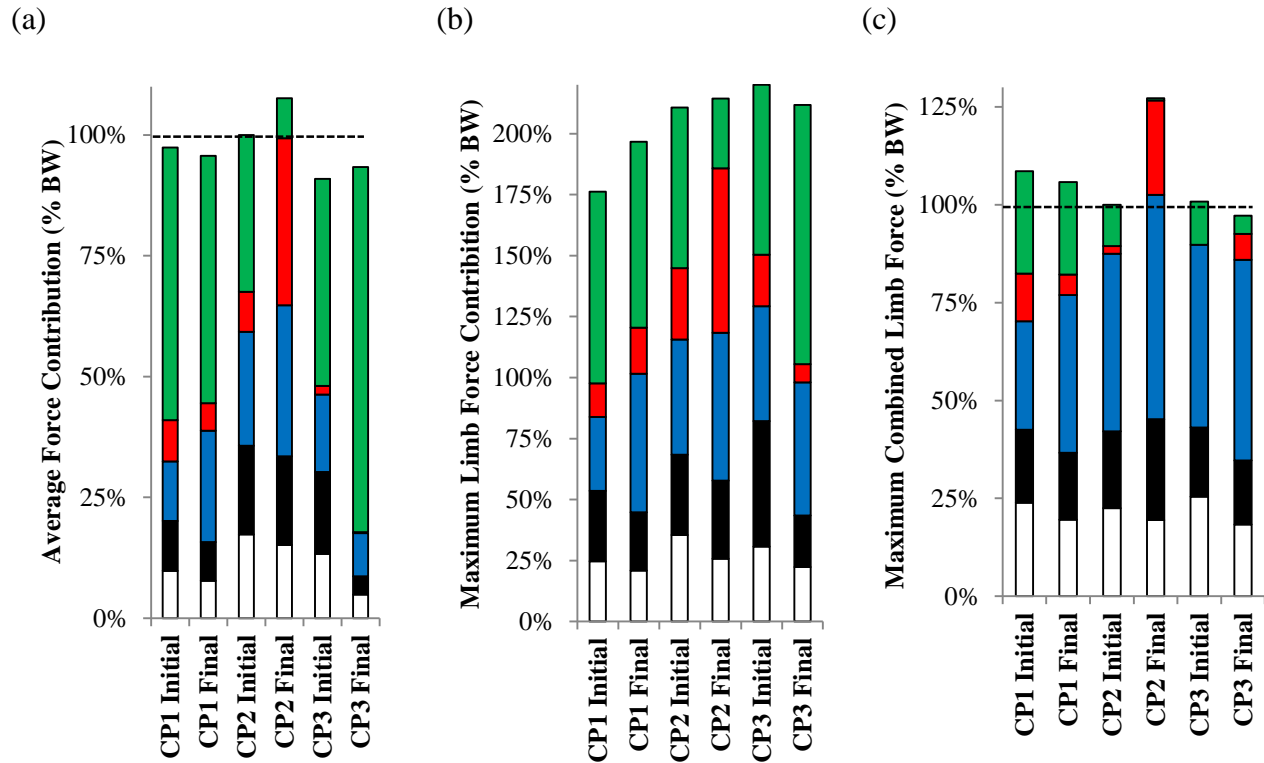 (a)
(b)
(c)
Average Force Contribution (% BW)
100%
75%
50%
25%
0%
CP1 Initial
CP1 Final
CP2 Initial
CP2 Final
CP3 Initial
CP3 Final
Maximum Limb Force Contribition (% BW)
200%
175%
150%
125%
100%
75%
50%
25%
0%
CP1 Initial
CP1 Final
CP2 Initial
CP2 Final
CP3 Initial
CP3 Final
Maximum Combined Limb Force (% BW)
125%
100%
75%
50%
25%
0%
CP1 Initial
CP1 Final
CP2 Initial
CP2 Final
CP3 Initial
CP3 Final